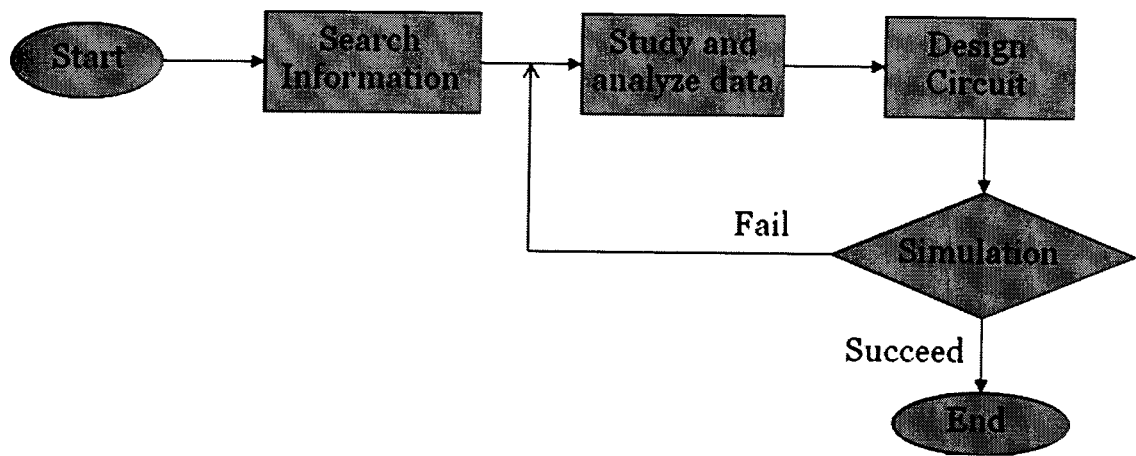 Start
Search
Information
Study and
analyze data
Design
Circuit
Fail
Simulation
Succeed
End